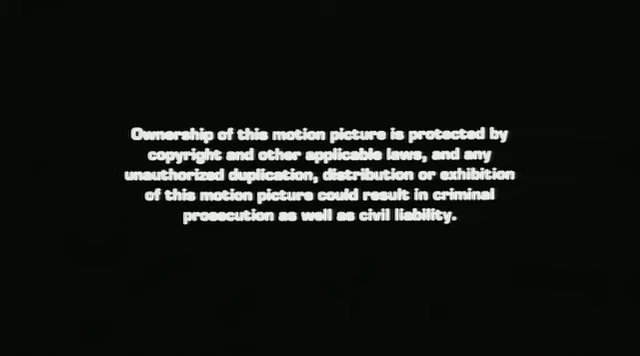 Ownership of this motion picture is protected by
copyright and other applicable laws, and any
unauthorized duplication, distribution or exhibition
of this motion picture could result in criminal
prosecution as well as civil liability.